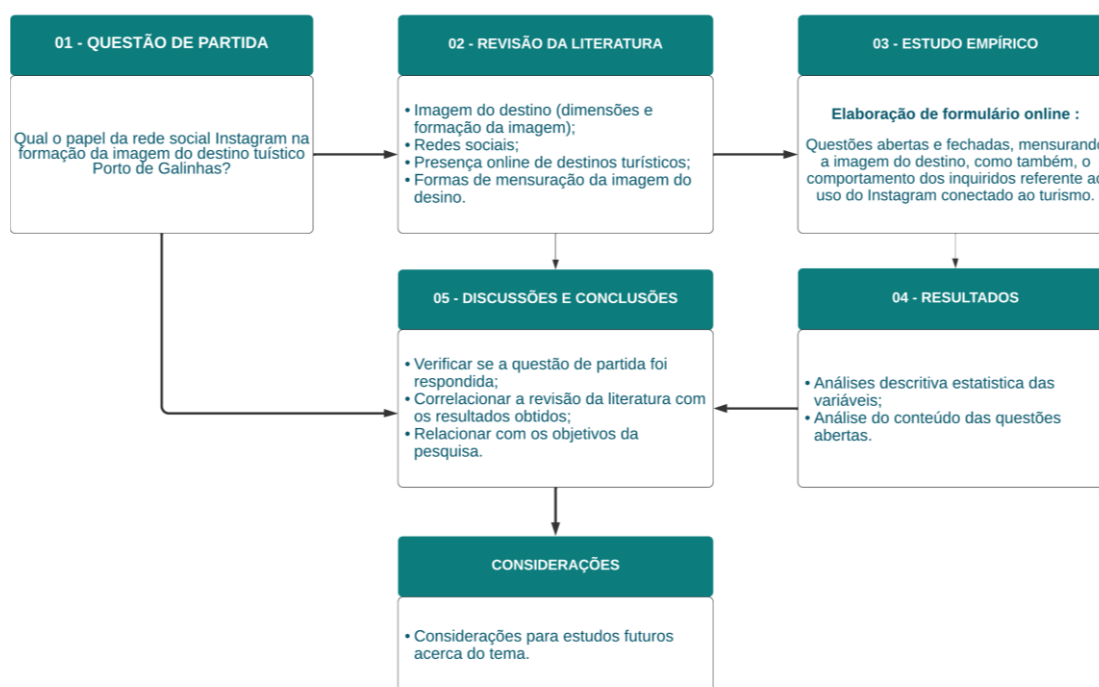 01 - QUESTÃO DE PARTIDA
Qual o papel da rede social Instagram na
formação da imagem do destino tuístico
Porto de Galinhas?
02 - REVISÃO DA LITERATURA
• Imagem do destino (dimensões e
formação da imagem);
• Redes sociais;
• Presença online de destinos turísticos;
• Formas de mensuração da imagem do
desino.
03 - ESTUDO EMPÍRICO
Elaboração de formulário online :
Questões abertas e fechadas, mensurando
a imagem do destino, como também, o
comportamento dos inquiridos referente ao
uso do Instagram conectado ao turismo.
05 - DISCUSSÕES E CONCLUSÕES
• Verificar se a questão de partida foi
respondida;
• Correlacionar a revisão da literatura com
os resultados obtidos;
• Relacionar com os objetivos da
pesquisa.
04 - RESULTADOS
• Análises descritiva estatistica das
variáveis;
• Análise do conteúdo das questões
abertas.
CONSIDERAÇÕES
• Considerações para estudos futuros
acerca do tema.